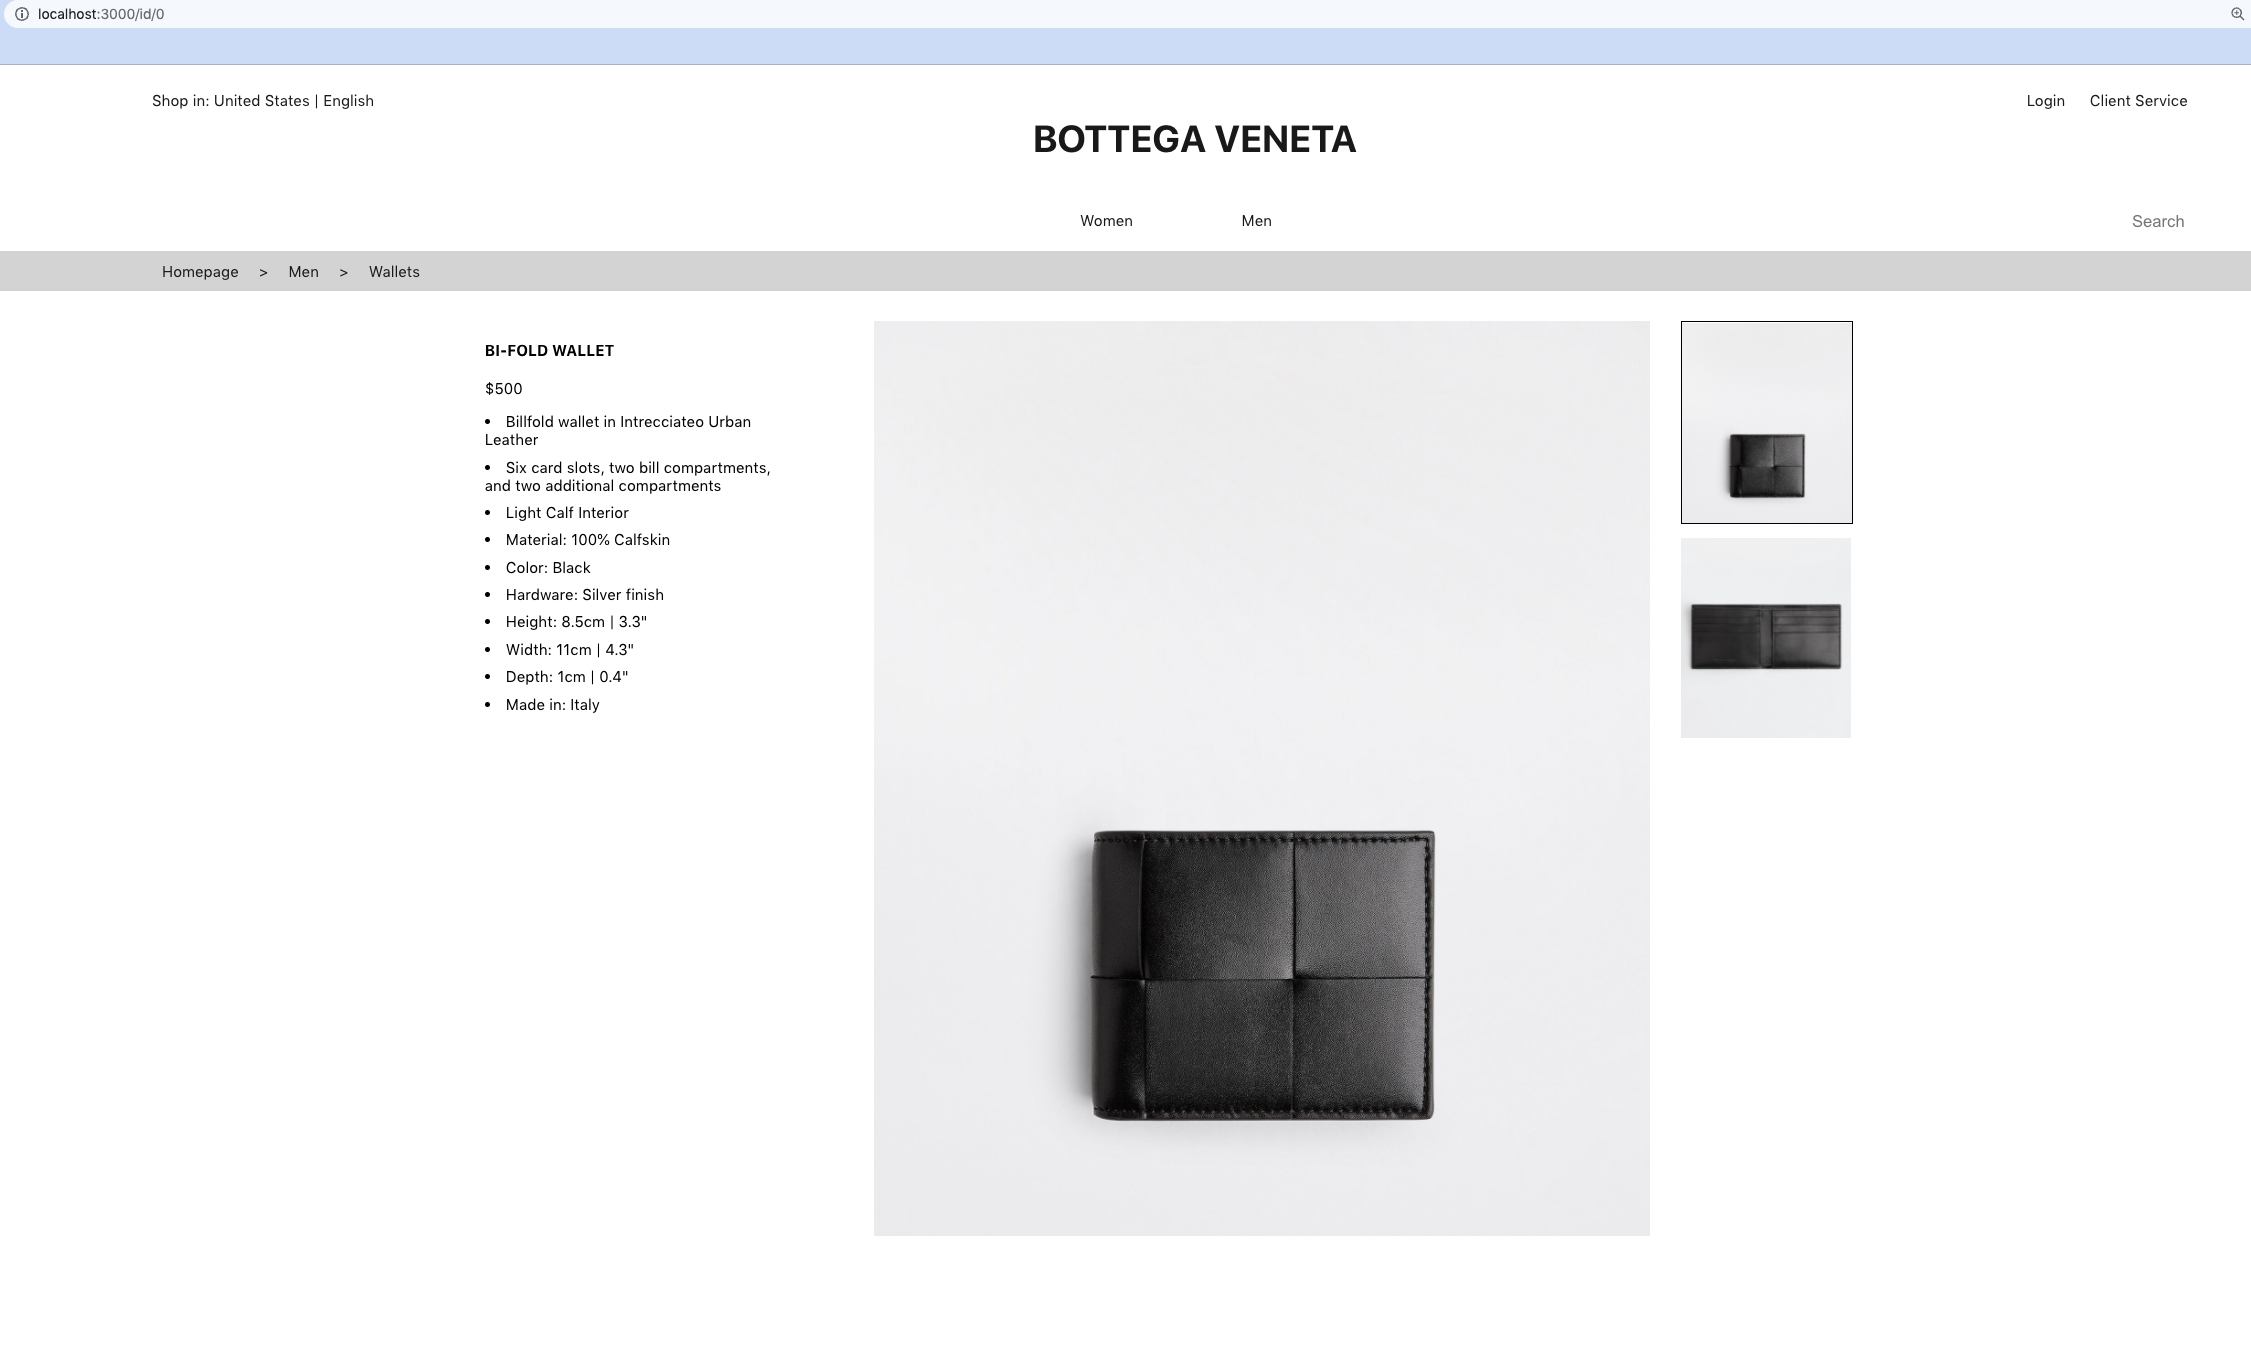 localhost:3000/id/0
Shop in: United States | English
Login Client Service
BOTTEGA VENETA
Women Men Search
Homepage > Men > Wallets
BI-FOLD WALLET
$500
• Billfold wallet in Intrecciateo Urban
Leather
• Six card slots, two bill compartments,
and two additional compartments
• Light Calf Interior
• Material: 100% Calfskin
• Color: Black
• Hardware: Silver finish
• Height: 8.5cm | 3.3"
• Width: 11cm | 4.3"
• Depth: 1cm | 0.4"
• Made in: Italy